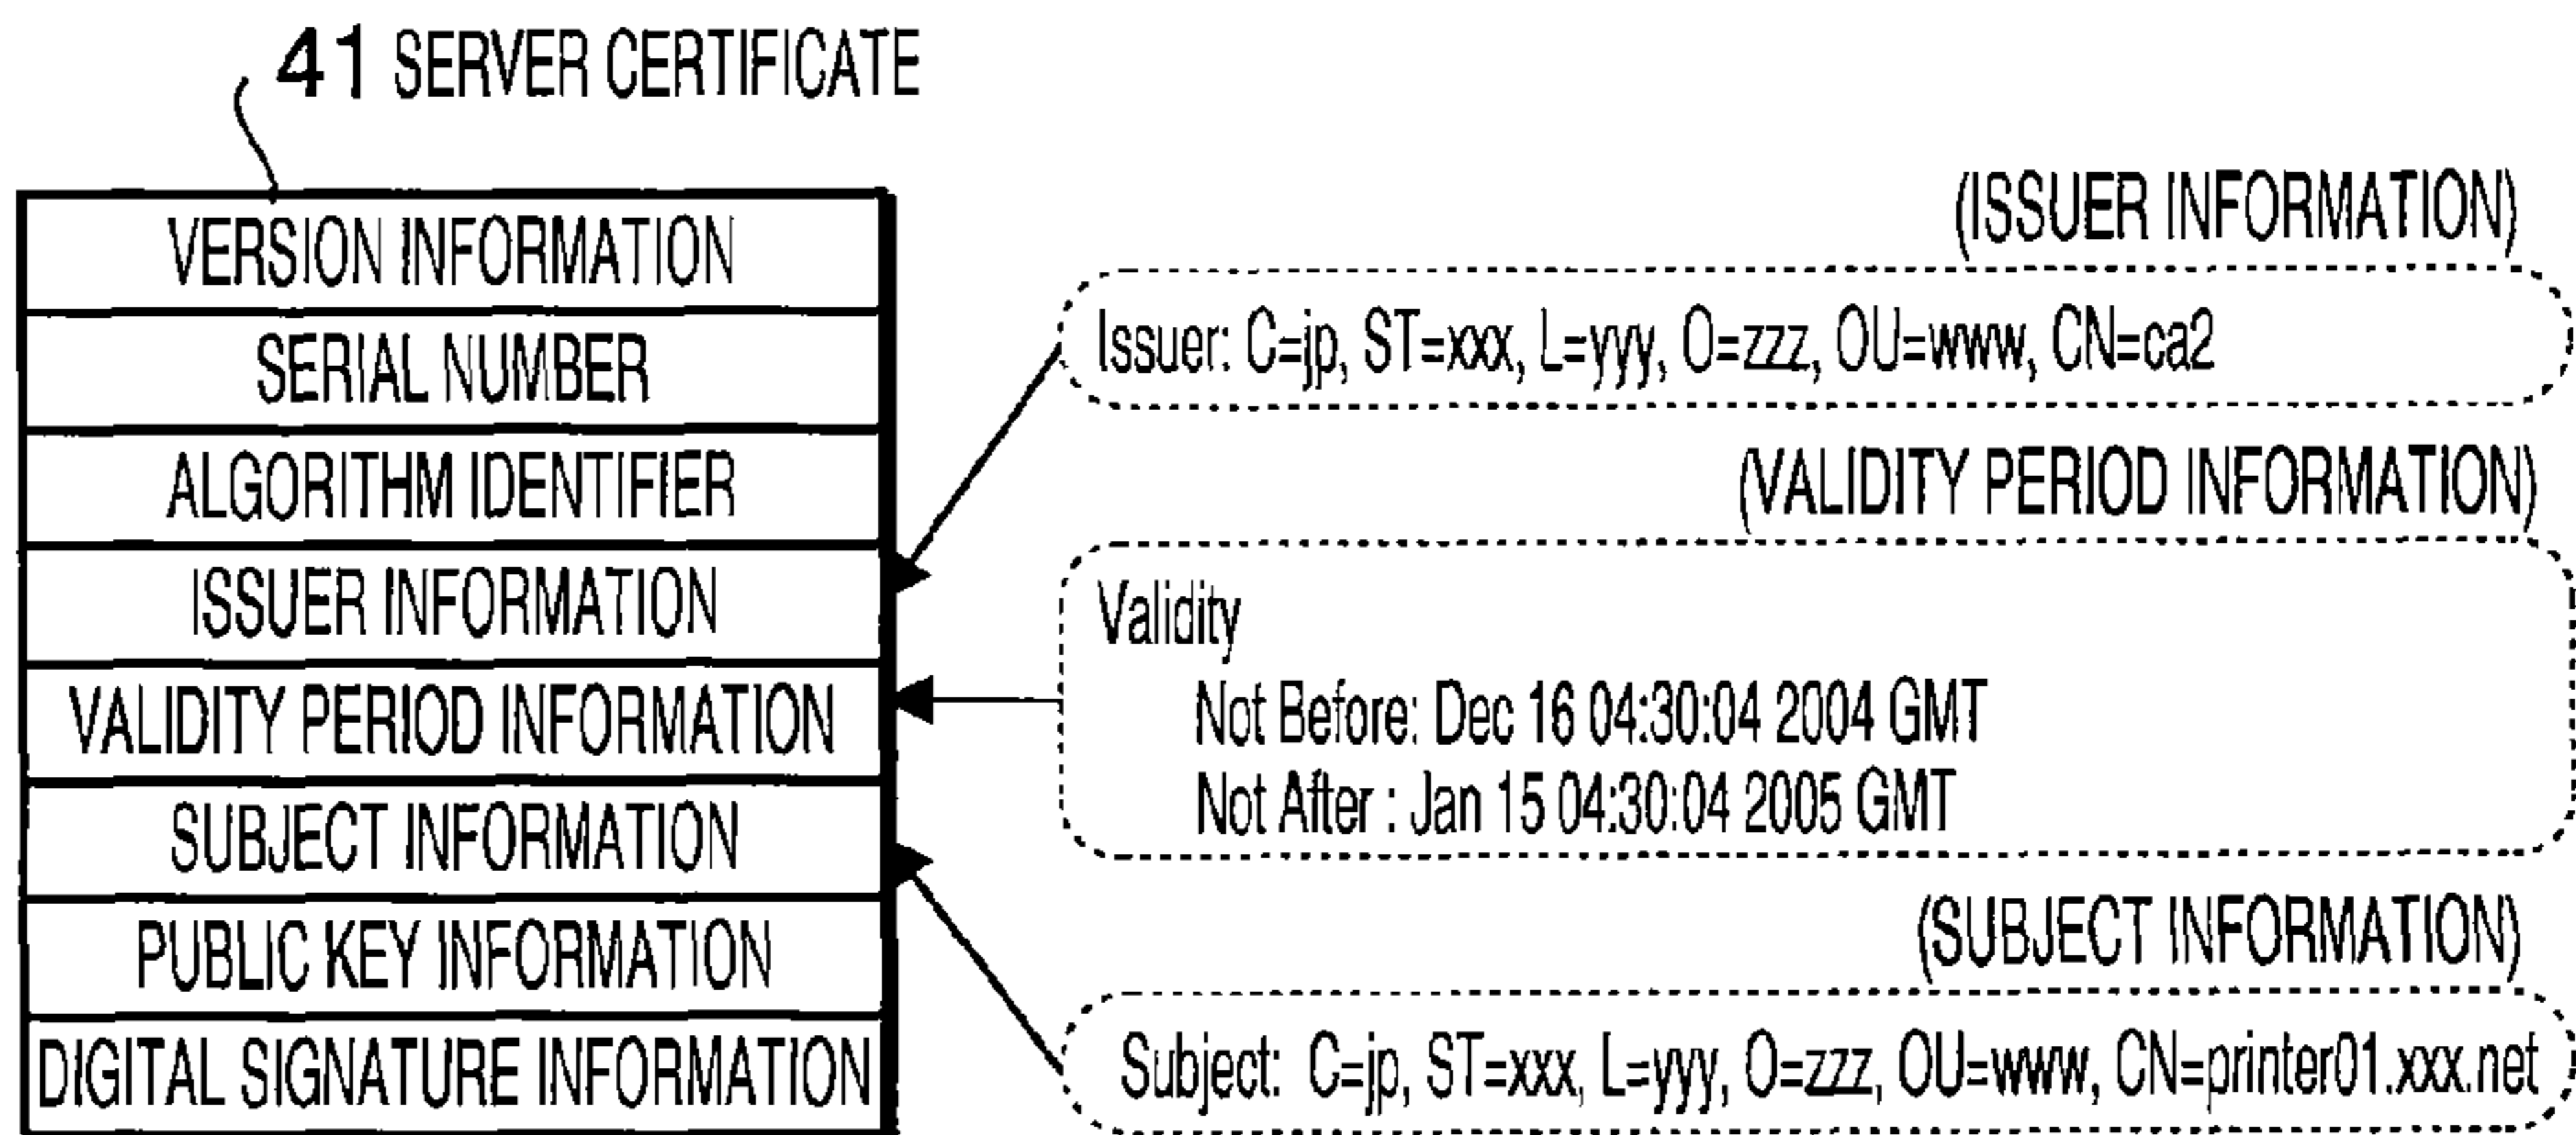 41 SERVER CERTIFICATE
VERSION INFORMATION
SERIAL NUMBER
ALGORITHM IDENTIFIER
ISSUER INFORMATION
VALIDITY PERIOD INFORMATION
SUBJECT INFORMATION
PUBLIC KEY INFORMATION
DIGITAL SIGNATURE INFORMATION
(ISSUER INFORMATION)
Issuer: C=jp, ST=xxx, L=yyy, O=zzz, OU=www, CN=ca2
(VALIDITY PERIOD INFORMATION)
Validity
Not Before: Dec 16 04:30:04 2004 GMT
Not After : Jan 15 04:30:04 2005 GMT
(SUBJECT INFORMATION)
Subject: C=jp, ST=xxx, L=yyy, O=zzz, OU=www, CN=printer01.xxx.net